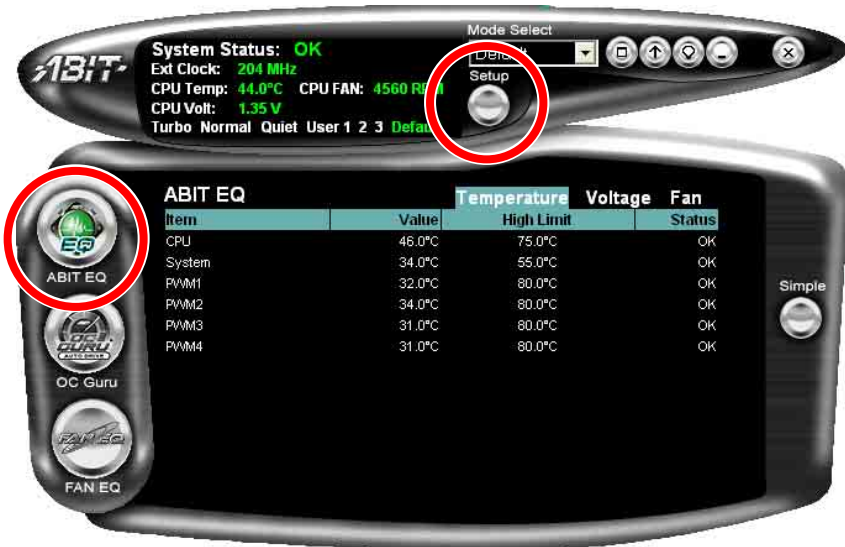 Mode Select
ABIT
System Status: OK
Default
Ext Clock: 204 MHz
Setup
CPU Temp: 44.0°C CPU FAN: 4560 RPM
CPU Volt: 1.35 V
Turbo Normal Quiet User 1 2 3 Default
ABIT EQ
Temperature Voltage Fan
Item Value High Limit Status
CPU 46.0°C 75.0°C OK
System 34.0°C 55.0°C OK
PWM1 32.0°C 80.0°C OK
PWM2 34.0°C 80.0°C OK
PWM3 31.0°C 80.0°C OK
PWM4 31.0°C 80.0°C OK
EQ
ABIT EQ
Simple
OC
GURU
AUTO DRIVE
OC Guru
FAN EQ
FAN EQ